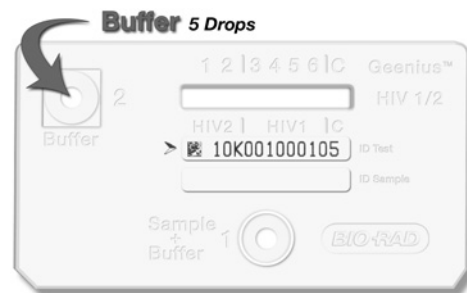 Buffer 5 Drops
1 2 | 3 4 5 6 | C Geenius™
2 HIV 1/2
Buffer
HIV2 | HIV1 | C
> 10K001000105 ID Test
ID Sample
Sample
+
Buffer 1
BIO-RAD